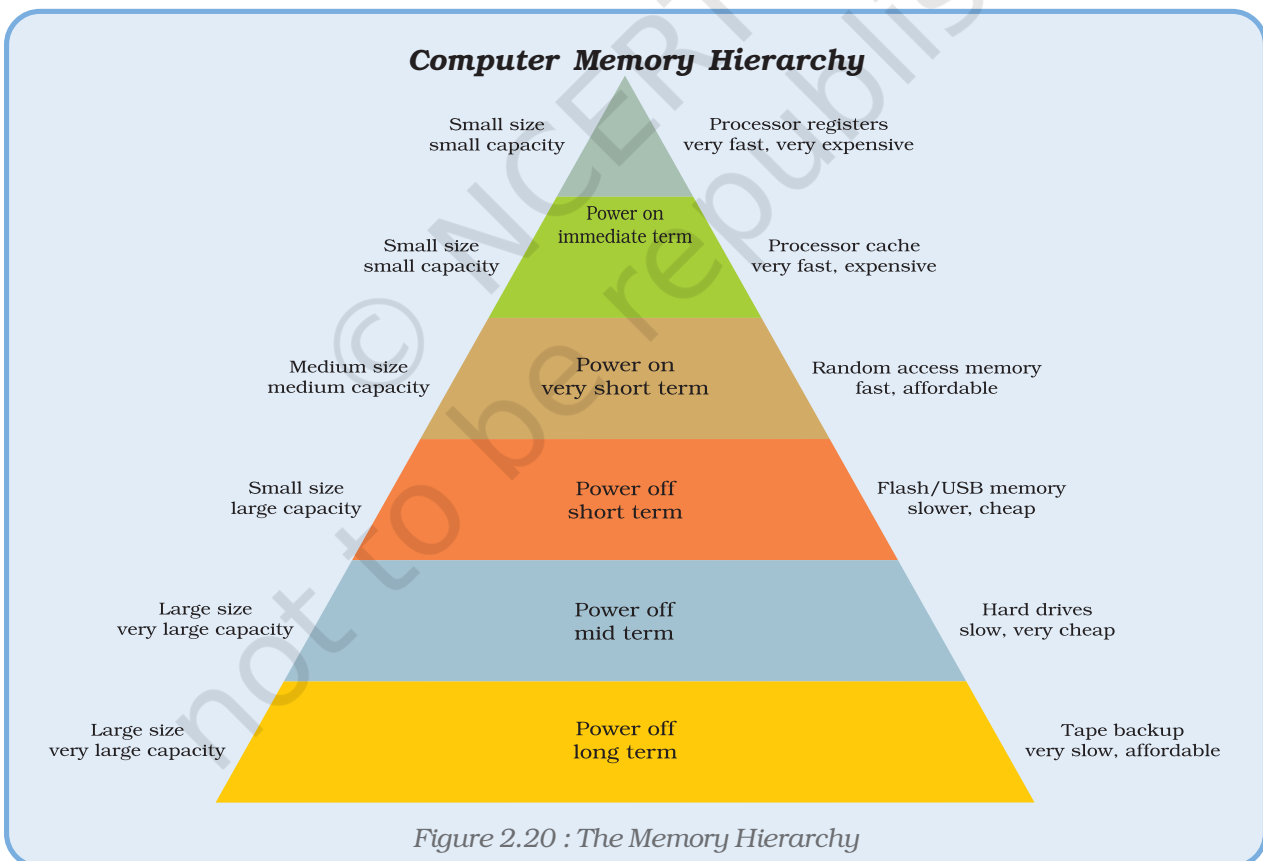 Computer Memory Hierarchy
Small size
small capacity
Processor registers
very fast, very expensive
Power on
immediate term
Small size
small capacity
Processor cache
very fast, expensive
Medium size
medium capacity
Power on
very short term
Random access memory
fast, affordable
Small size
large capacity
Power off
short term
Flash/USB memory
slower, cheap
Large size
very large capacity
Power off
mid term
Hard drives
slow, very cheap
Large size
very large capacity
Power off
long term
Tape backup
very slow, affordable
Figure 2.20 : The Memory Hierarchy
© NCERT
not to be republis